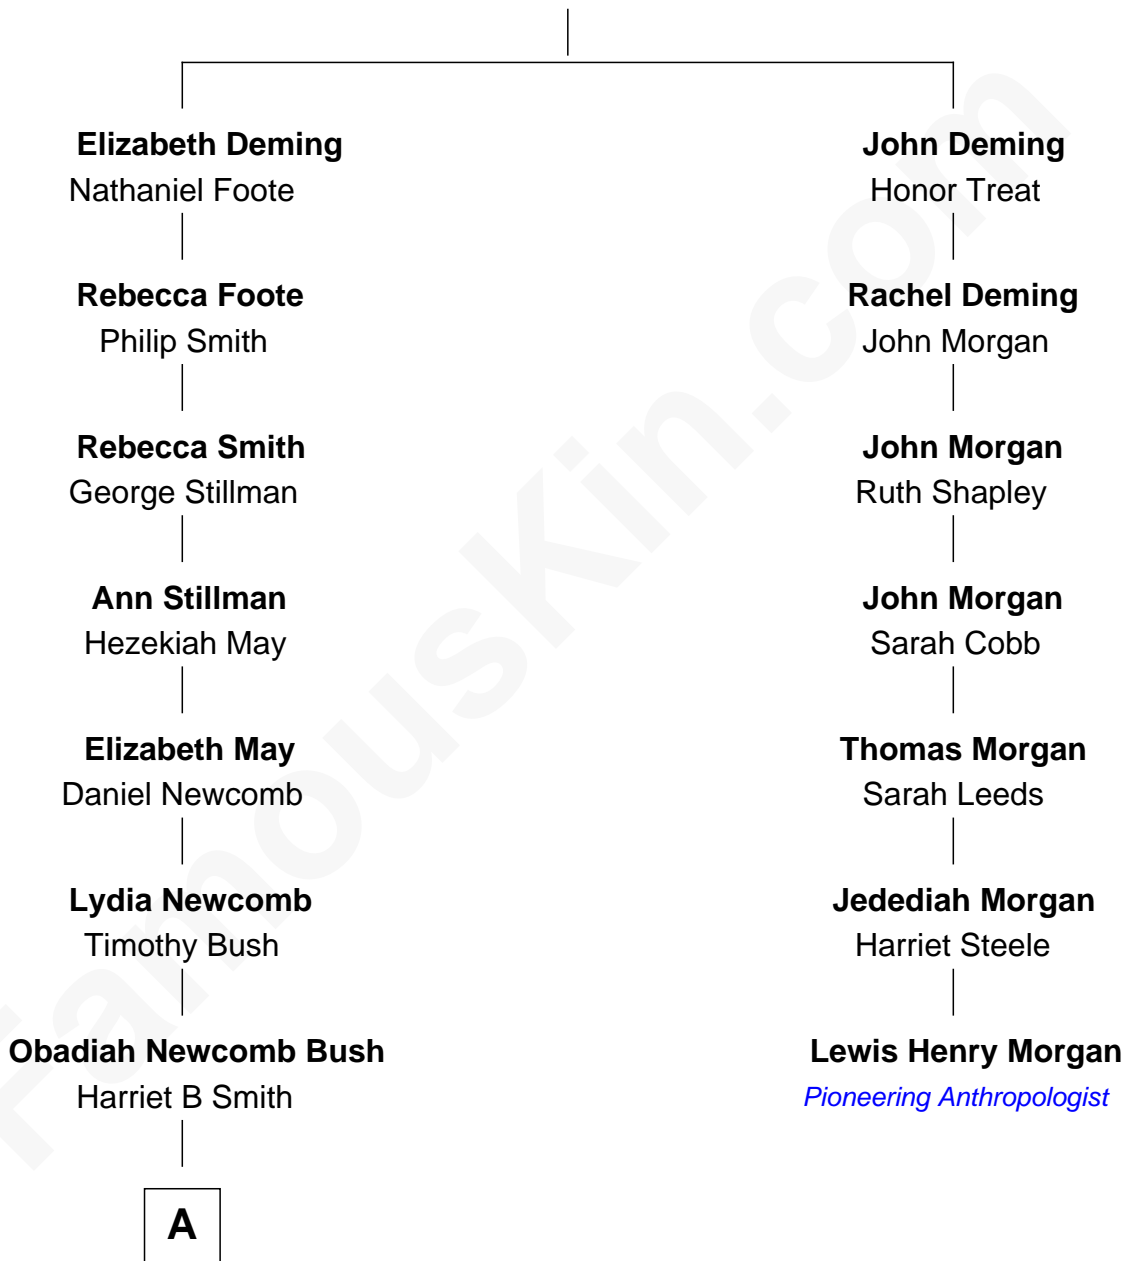 Elizabeth Deming
Nathaniel Foote
Rebecca Foote
Philip Smith
Rebecca Smith
George Stillman
Ann Stillman
Hezekiah May
Elizabeth May
Daniel Newcomb
Lydia Newcomb
Timothy Bush
Obadiah Newcomb Bush
Harriet B Smith
A
John Deming
Honor Treat
Rachel Deming
John Morgan
John Morgan
Ruth Shapley
John Morgan
Sarah Cobb
Thomas Morgan
Sarah Leeds
Jedediah Morgan
Harriet Steele
Lewis Henry Morgan
Pioneering Anthropologist
FamousKin.com